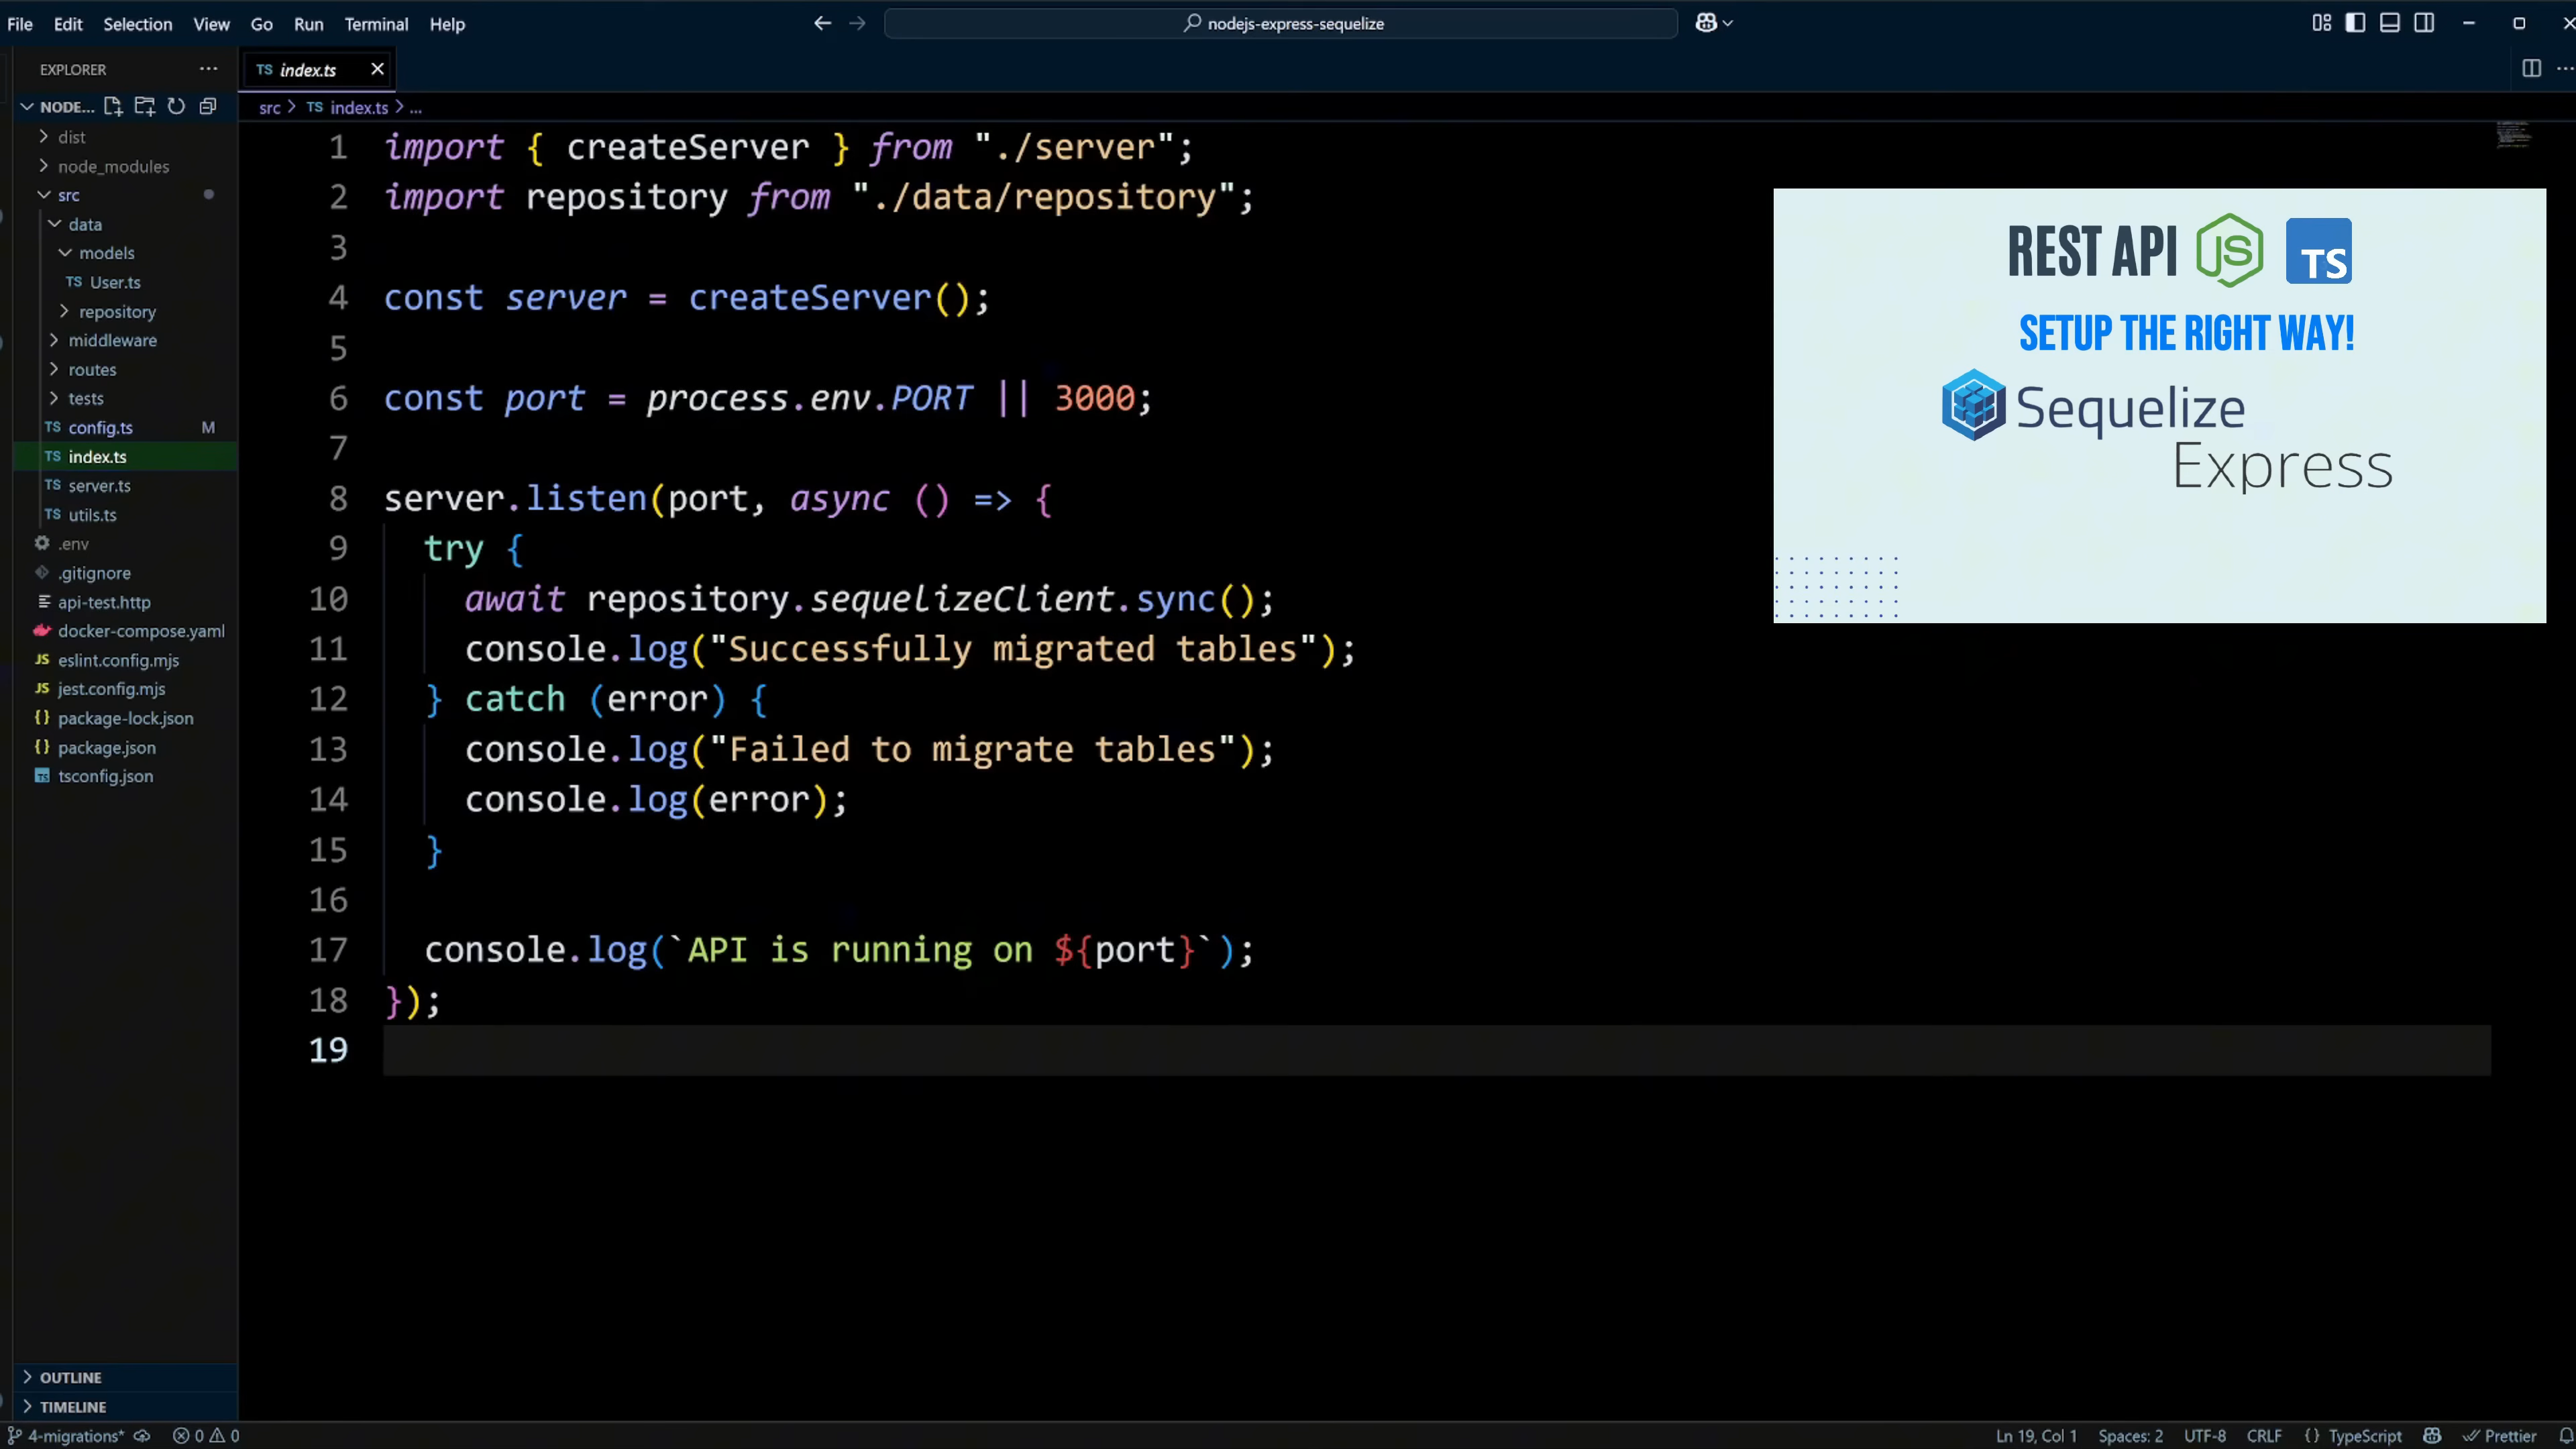 File Edit Selection View Go Run Terminal Help
nodejs-express-sequelize
EXPLORER
NODE...
dist
node_modules
src
data
models
TS User.ts
repository
middleware
routes
tests
TS config.ts M
TS index.ts
TS server.ts
TS utils.ts
.env
.gitignore
api-test.http
docker-compose.yaml
JS eslint.config.mjs
JS jest.config.mjs
{} package-lock.json
{} package.json
TS tsconfig.json
OUTLINE
TIMELINE
TS index.ts
src > TS index.ts > ...
1 import { createServer } from "./server";
2 import repository from "./data/repository";
3
4 const server = createServer();
5
6 const port = process.env.PORT || 3000;
7
8 server.listen(port, async () => {
9 try {
10 await repository.sequelizeClient.sync();
11 console.log("Successfully migrated tables");
12 } catch (error) {
13 console.log("Failed to migrate tables");
14 console.log(error);
15 }
16
17 console.log(`API is running on ${port}`);
18 });
19
REST API JS TS
SETUP THE RIGHT WAY!
Sequelize
Express
4-migrations* 0 0
Ln 19, Col 1 Spaces: 2 UTF-8 CRLF {} TypeScript Prettier